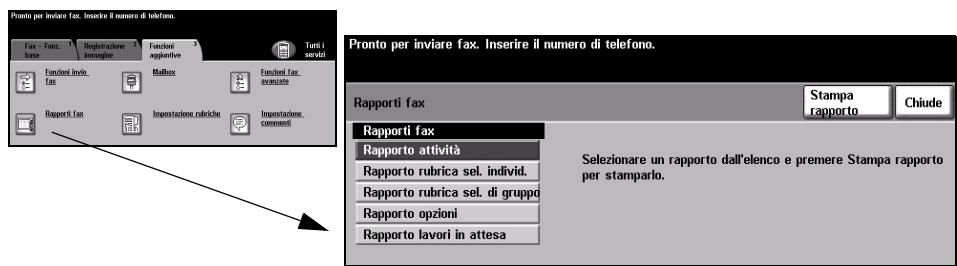 Pronto per inviare fax. Inserire il numero di telefono.
Fax - Funz. base 1
Registrazione immagine 2
Funzioni aggiuntive 3
Tutti i servizi
Funzioni invio fax
Mailbox
Funzioni fax avanzate
Rapporti fax
Impostazione rubriche
Impostazione commenti
Pronto per inviare fax. Inserire il numero di telefono.
Rapporti fax
Stampa rapporto
Chiude
Rapporti fax
Rapporto attività
Rapporto rubrica sel. individ.
Rapporto rubrica sel. di gruppo
Rapporto opzioni
Rapporto lavori in attesa
Selezionare un rapporto dall'elenco e premere Stampa rapporto
per stamparlo.